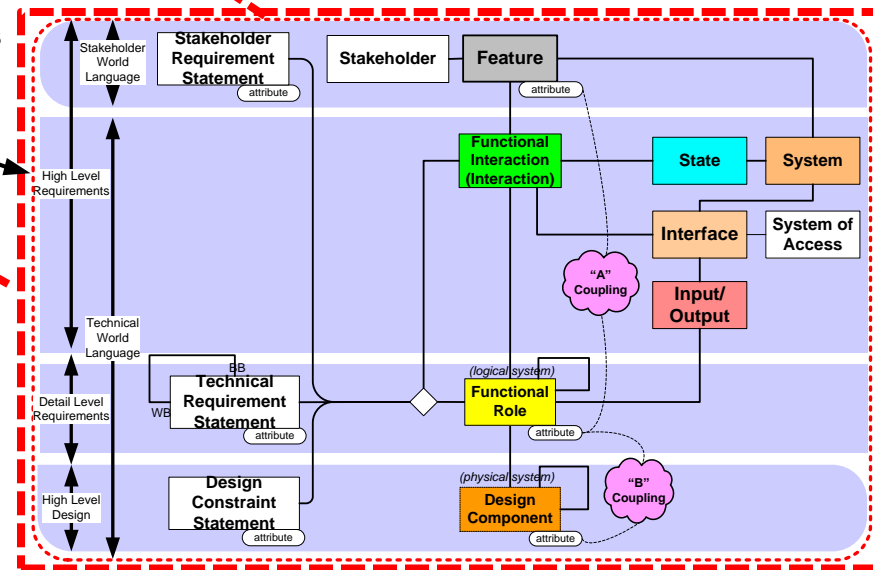 Stakeholder
World
Language
Stakeholder
Requirement
Statement
attribute
Stakeholder
Feature
attribute
High Level
Requirements
Functional
Interaction
(Interaction)
State
System
Interface
System of
Access
"A"
Coupling
Input/
Output
Technical
World
Language
Detail Level
Requirements
BB
WB
Technical
Requirement
Statement
attribute
(logical system)
Functional
Role
attribute
High Level
Design
Design
Constraint
Statement
attribute
(physical system)
Design
Component
attribute
"B"
Coupling